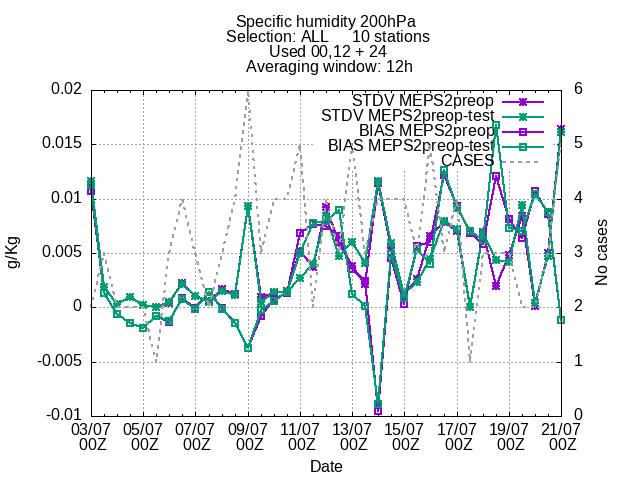 Specific humidity 200hPa
Selection: ALL 10 stations
Used 00,12 + 24
Averaging window: 12h
STDV MEPS2preop
STDV MEPS2preop-test
BIAS MEPS2preop
BIAS MEPS2preop-test
CASES
g/Kg
0.02
0.015
0.01
0.005
0
-0.005
-0.01
6
5
4
3
2
1
0
No cases
03/07 05/07 07/07 09/07 11/07 13/07 15/07 17/07 19/07 21/07
00Z 00Z 00Z 00Z 00Z 00Z 00Z 00Z 00Z 00Z
Date